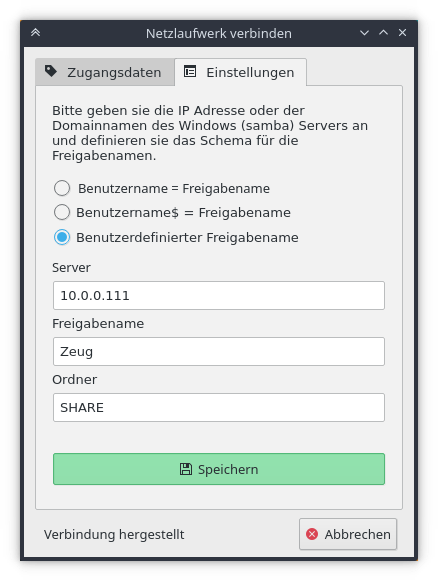 Netzlaufwerk verbinden
Zugangsdaten
Einstellungen
Bitte geben sie die IP Adresse oder der
Domainnamen des Windows (samba) Servers an
und definieren sie das Schema für die
Freigabenamen.
Benutzername = Freigabename
Benutzername$ = Freigabename
Benutzerdefinierter Freigabename
Server
10.0.0.111
Freigabename
Zeug
Ordner
SHARE
Speichern
Verbindung hergestellt
Abbrechen